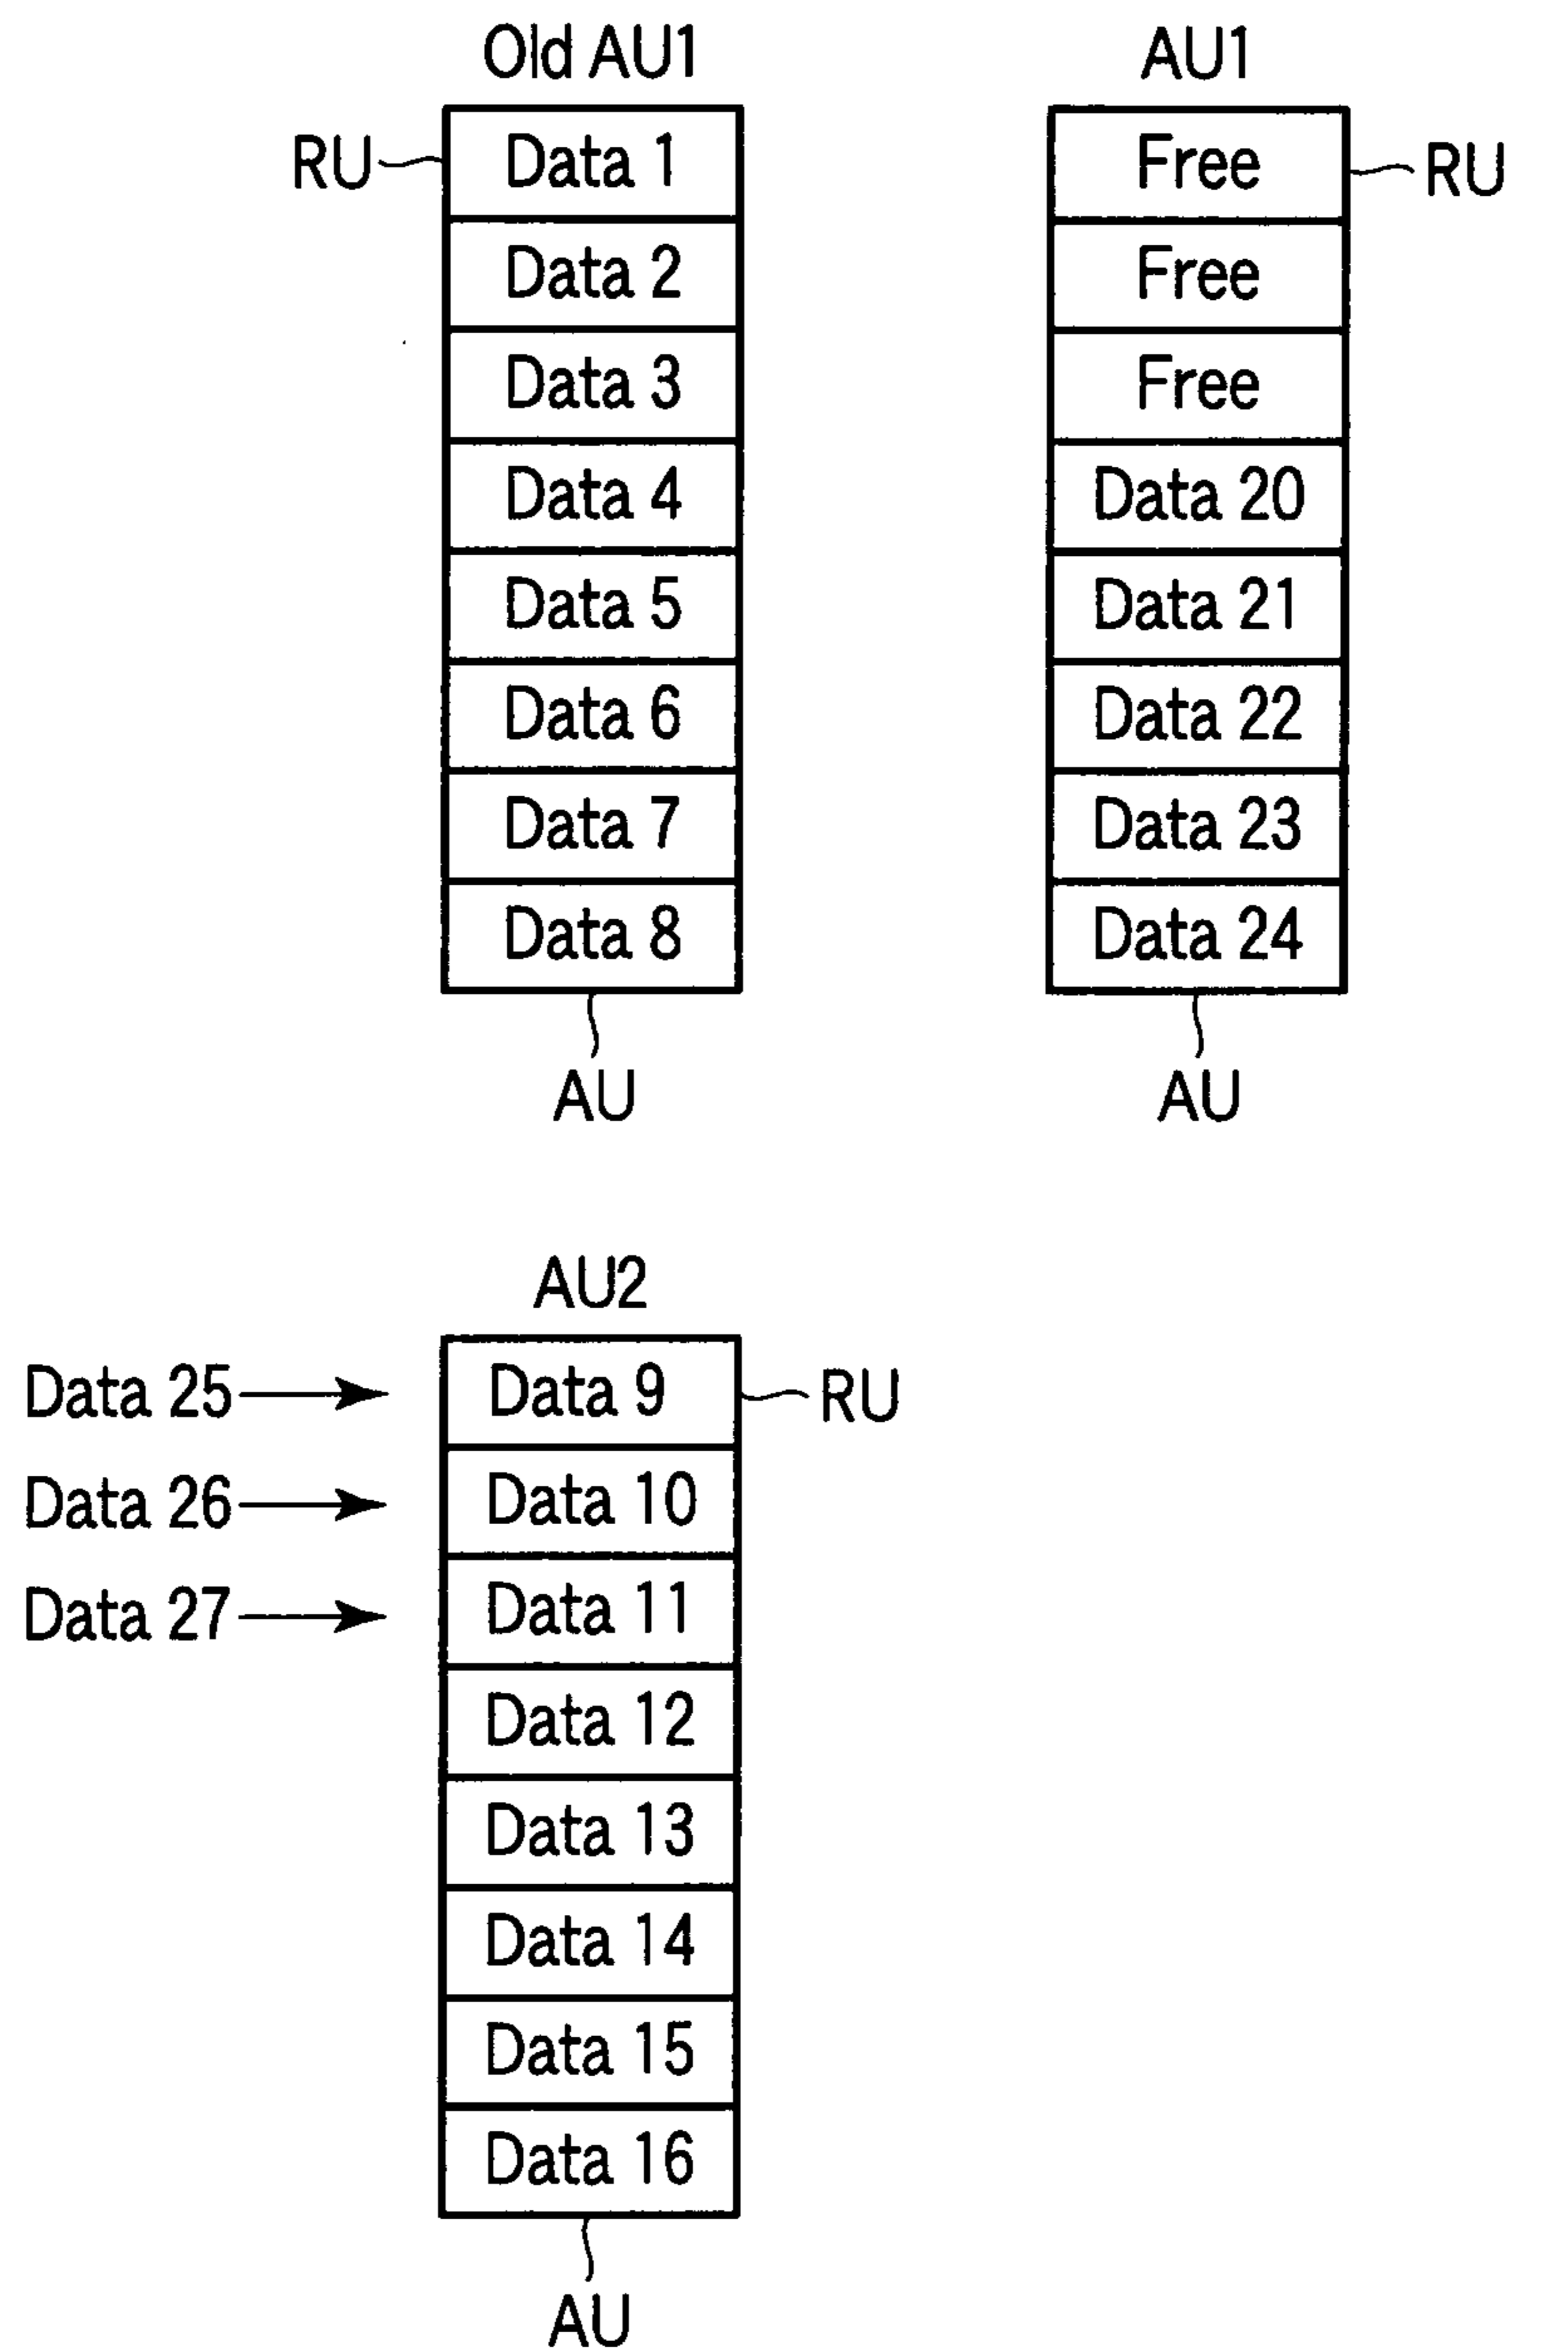 Old AU1
RU
Data 1
Data 2
Data 3
Data 4
Data 5
Data 6
Data 7
Data 8
AU
AU1
Free
RU
Free
Free
Data 20
Data 21
Data 22
Data 23
Data 24
AU
AU2
Data 25
Data 9
RU
Data 26
Data 10
Data 27
Data 11
Data 12
Data 13
Data 14
Data 15
Data 16
AU